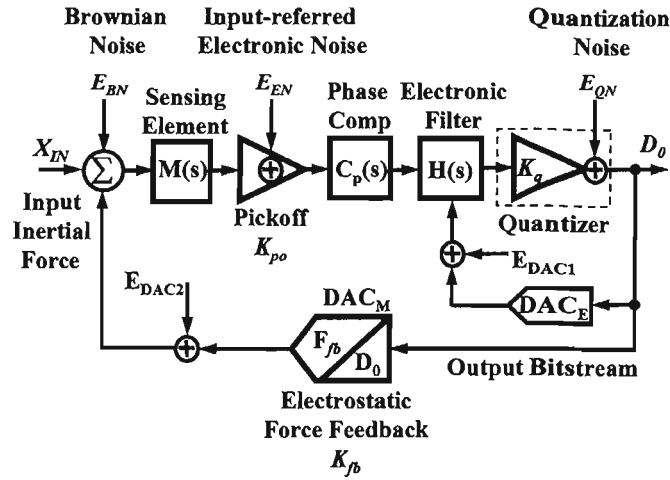 Brownian
Noise
Input-referred
Electronic Noise
Quantization
Noise
E_BN
Sensing
Element
E_EN
Phase
Comp
Electronic
Filter
E_QN
X_IN
Σ
M(s)
C_p(s)
H(s)
K_q
D_0
Input
Inertial
Force
Pickoff
K_po
Quantizer
E_DAC1
E_DAC2
DAC_M
DAC_E
F_fb
D_0
Output Bitstream
Electrostatic
Force Feedback
K_fb